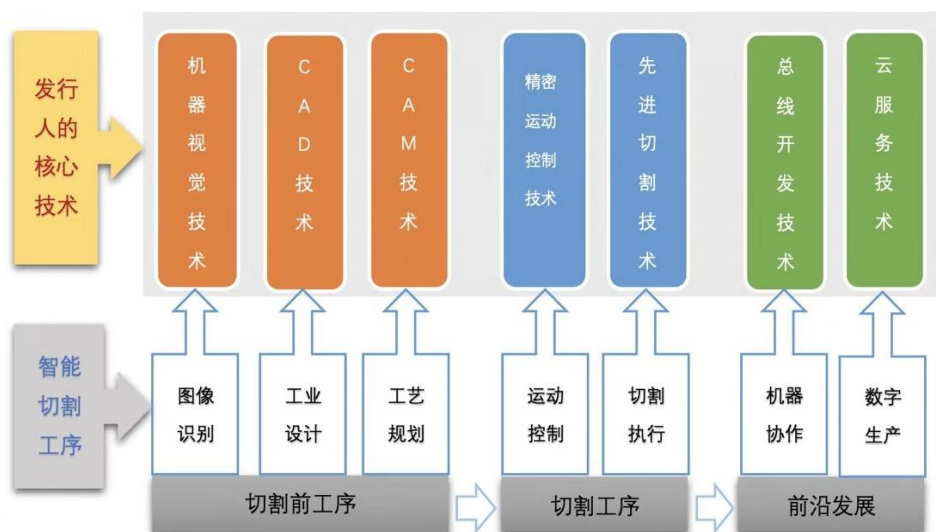 发行
人的
核心
技术
机器视觉技术
CAD技术
CAM技术
精密
运动
控制
技术
先进切割技术
总线开发技术
云服务技术
智能
切割
工序
图像
识别
工业
设计
工艺
规划
运动
控制
切割
执行
机器
协作
数字
生产
切割前工序
切割工序
前沿发展